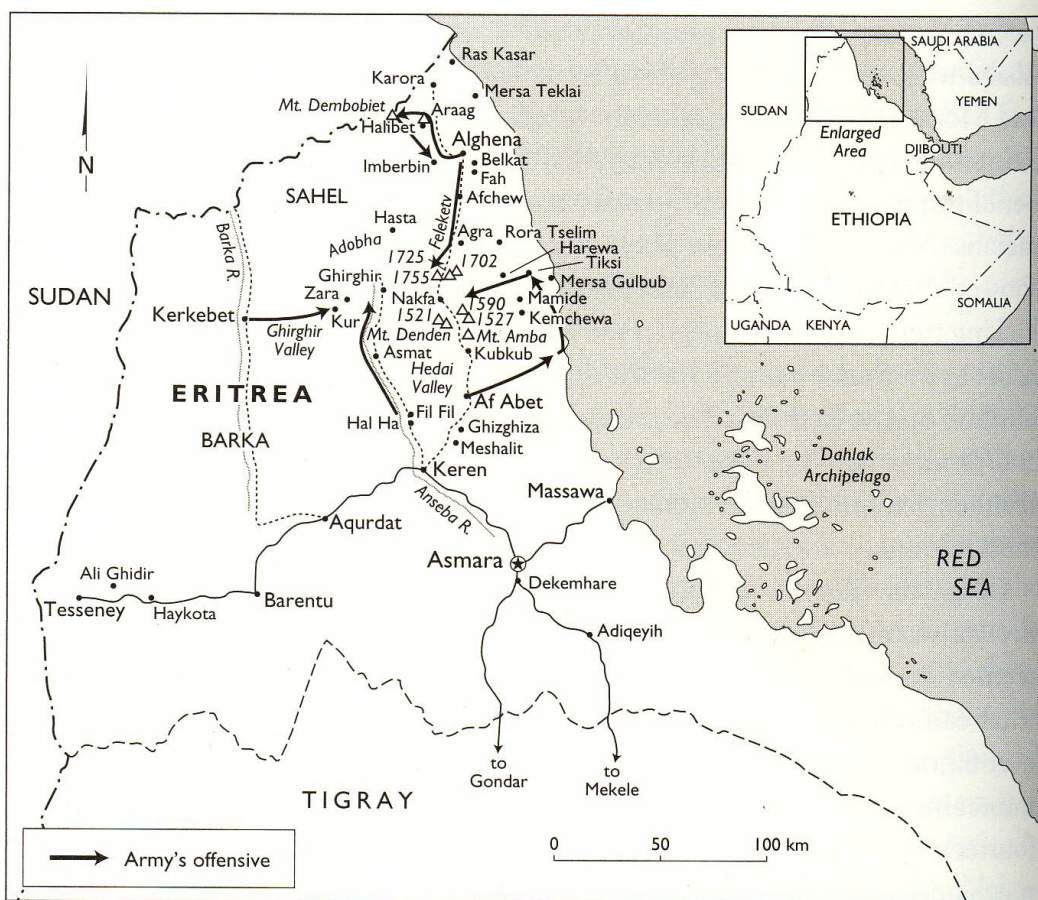 Ras Kasar
Karora
Mersa Teklai
Mt. Dembobiet
Araag
Halibet
Alghena
Imberbin
Belkat
Fah
SAHEL
Afchew
Hasta
Feleketv
Adobha
Agra
Rora Tselim
Harewa
Tiksi
1725
1702
1755
Ghirghir
Mersa Gulbub
Barka R.
SUDAN
Zara
Nakfa
1590
Mamide
Kerkebet
Kur
1521
1527
Kemchewa
Ghirghir
Valley
Mt. Denden
Mt. Amba
Asmat
Hedai
Valley
Kubkub
ERITREA
Af Abet
Fil Fil
Hal Ha
Ghizghiza
BARKA
Meshalit
Keren
Anseba R.
Massawa
Aqurdat
Dahlak
Archipelago
Asmara
RED
SEA
Ali Ghidir
Dekemhare
Tesseney
Haykota
Barentu
Adiqeyih
to
Gondar
to
Mekele
TIGRAY
N
Army's offensive
0 50 100 km
SAUDI ARABIA
SUDAN
YEMEN
Enlarged
Area
DJIBOUTI
ETHIOPIA
SOMALIA
UGANDA
KENYA